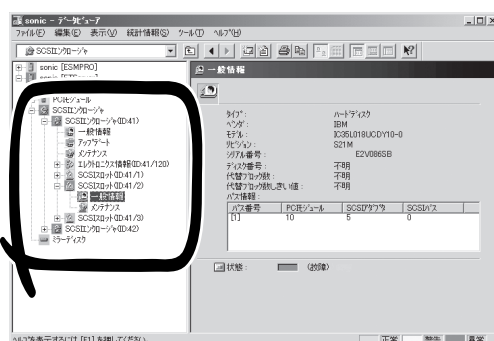 sonic - ﾃﾞｰﾀﾋﾞｭｰｱ
ﾌｧｲﾙ(F) 編集(E) 表示(V) 統計情報(S) ﾂｰﾙ(T) ﾍﾙﾌﾟ(H)
SCSIｴﾝｸﾛｰｼﾞｬ
sonic [ESMPRO]
一般情報
PCIﾓｼﾞｭｰﾙ
SCSIｴﾝｸﾛｰｼﾞｬ
SCSIｴﾝｸﾛｰｼﾞｬ(ID:41)
一般情報
ｱｯﾌﾟﾃﾞｰﾄ
ﾒﾝﾃﾅﾝｽ
ｴﾚｸﾄﾛﾆｸｽ情報(ID:41/120)
SCSIｽﾛｯﾄ(ID:41/1)
SCSIｽﾛｯﾄ(ID:41/2)
一般情報
ﾒﾝﾃﾅﾝｽ
SCSIｽﾛｯﾄ(ID:41/3)
SCSIｴﾝｸﾛｰｼﾞｬ(ID:42)
ﾐﾗｰﾃﾞｨｽｸ
ﾀｲﾌﾟ: ﾊｰﾄﾞﾃﾞｨｽｸ
ﾍﾞﾝﾀﾞ: IBM
ﾓﾃﾞﾙ: IC35L018UCDY10-0
ﾘﾋﾞｼﾞｮﾝ: S21M
ｼﾘｱﾙ番号: E2V086SB
ﾃﾞｨｽｸ番号: 不明
代替ﾌﾞﾛｯｸ数: 不明
代替ﾌﾞﾛｯｸ数しきい値: 不明
ﾊﾟｽ情報:
ﾊﾟｽ番号 PCIﾓｼﾞｭｰﾙ SCSIｱﾀﾞﾌﾟﾀ SCSIﾊﾞｽ
[1] 10 5 0
状態: (故障)
ﾍﾙﾌﾟを表示するには [F1] を押してください
正常 警告 異常